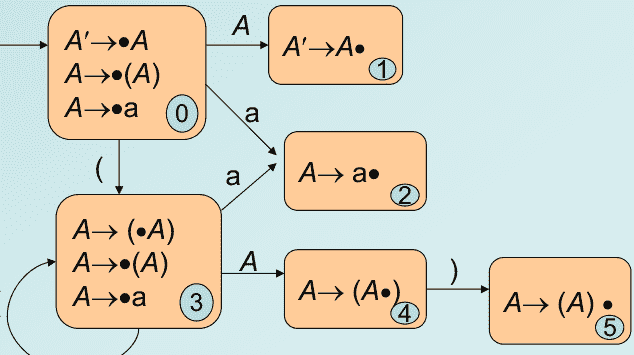 A′→•A
A→•(A)
A→•a
0
A
A′→A•
1
a
(
a
A→ a•
2
A→ (•A)
A→•(A)
A→•a
3
A
A→ (A•)
4
)
A→ (A) •
5